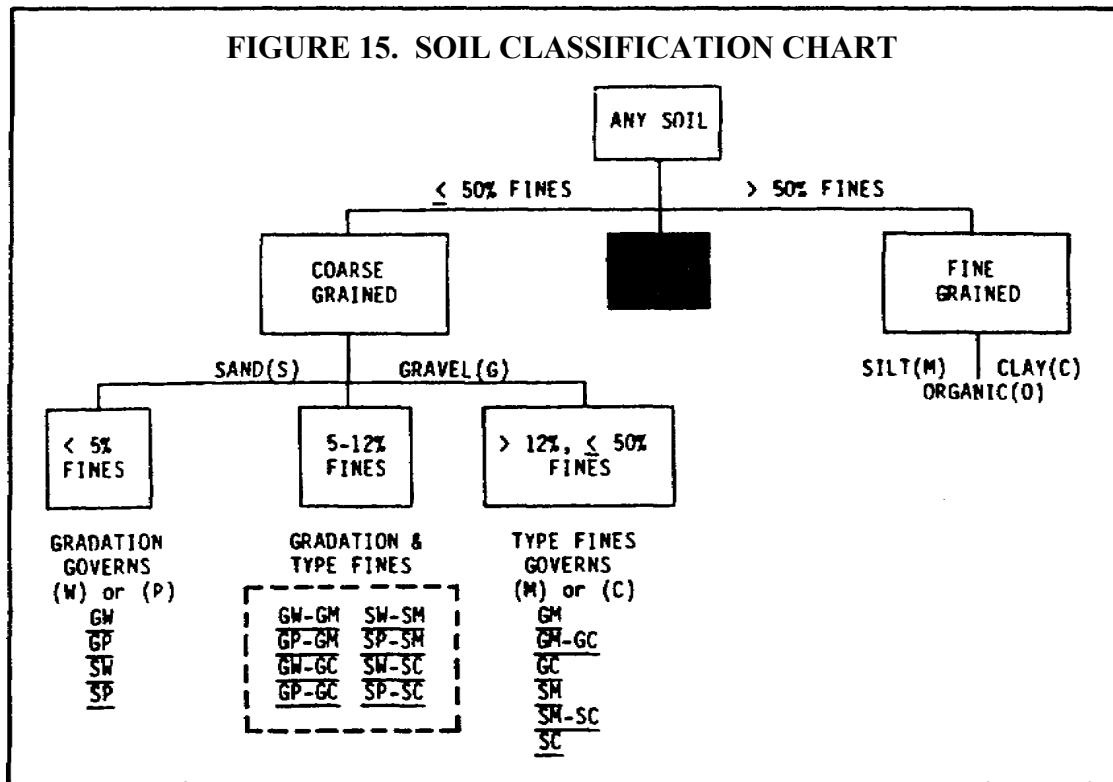 FIGURE 15. SOIL CLASSIFICATION CHART
ANY SOIL
≤ 50% FINES
> 50% FINES
COARSE
GRAINED
FINE
GRAINED
SAND(S)
GRAVEL(G)
SILT(M)
CLAY(C)
ORGANIC(O)
< 5%
FINES
5-12%
FINES
> 12%, ≤ 50%
FINES
GRADATION
GOVERNS
(W) or (P)
GW
GP
SW
SP
GRADATION &
TYPE FINES
GW-GM SW-SM
GP-GM SP-SM
GW-GC SW-SC
GP-GC SP-SC
TYPE FINES
GOVERNS
(M) or (C)
GM
GM-GC
GC
SM
SM-SC
SC